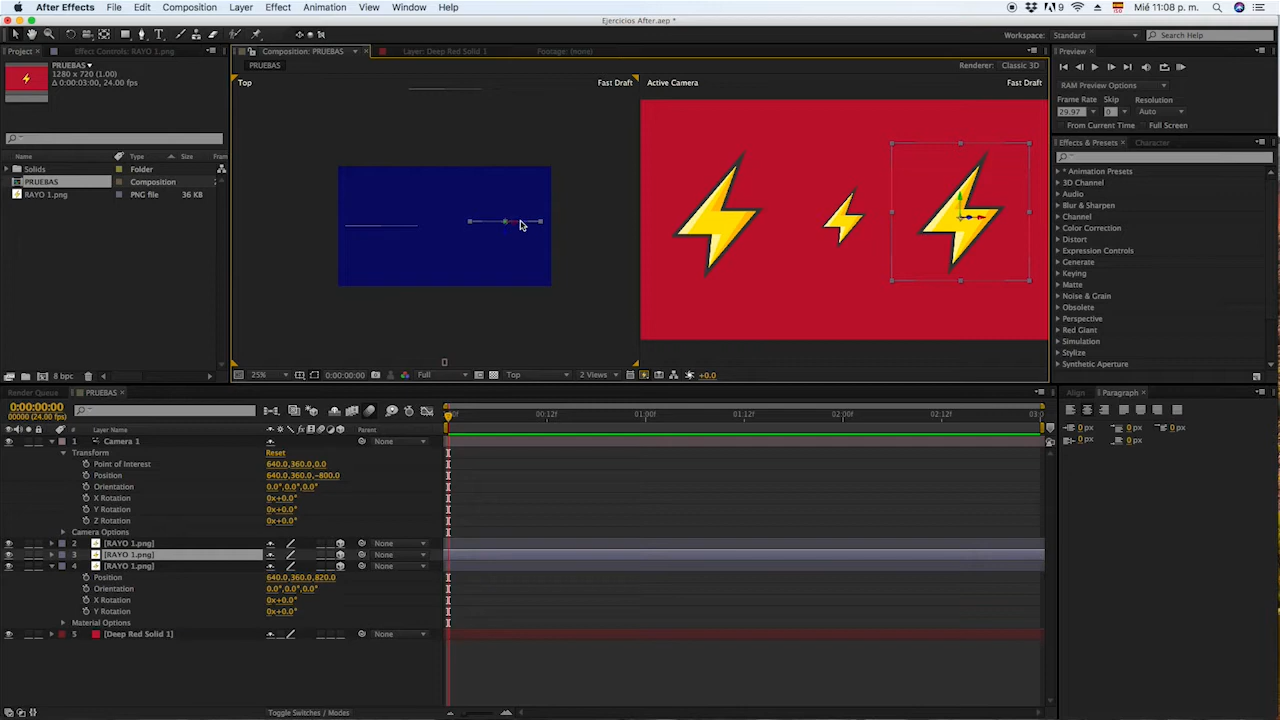 After Effects File Edit Composition Layer Effect Animation View Window Help
9 Mié 11:08 p. m.
Ejercicios After.aep *
Workspace: Standard Search Help
Project × Effect Controls: RAYO 1.png
Composition: PRUEBAS × Layer: Deep Red Solid 1 Footage: (none)
Preview ×
PRUEBAS
1280 x 720 (1.00)
Δ 0:00:03:00, 24.00 fps
PRUEBAS
Renderer: Classic 3D
Top Fast Draft
Active Camera Fast Draft
RAM Preview Options
Frame Rate Skip Resolution
29.97 0 Auto
From Current Time Full Screen
Effects & Presets × Character
* Animation Presets
3D Channel
Audio
Blur & Sharpen
Channel
Color Correction
Distort
Expression Controls
Generate
Keying
Matte
Noise & Grain
Obsolete
Perspective
Red Giant
Simulation
Stylize
Synthetic Aperture
Name Type Size Fram
Solids Folder
PRUEBAS Composition
RAYO 1.png PNG file 36 KB
8 bpc
25% 0:00:00:00 Full Top 2 Views +0.0
Render Queue PRUEBAS ×
Align Paragraph ×
0:00:00:00
00000 (24.00 fps)
00f 00:12f 01:00f 01:12f 02:00f 02:12f 03:0
0 px 0 px 0 px
0 px 0 px
# Layer Name Parent
1 Camera 1 None
Transform Reset
Point of Interest 640.0,360.0,0.0
Position 640.0,360.0,-800.0
Orientation 0.0°,0.0°,0.0°
X Rotation 0x+0.0°
Y Rotation 0x+0.0°
Z Rotation 0x+0.0°
Camera Options
2 [RAYO 1.png] None
3 [RAYO 1.png] None
4 [RAYO 1.png] None
Position 640.0,360.0,820.0
Orientation 0.0°,0.0°,0.0°
X Rotation 0x+0.0°
Y Rotation 0x+0.0°
Material Options
5 [Deep Red Solid 1] None
Toggle Switches / Modes